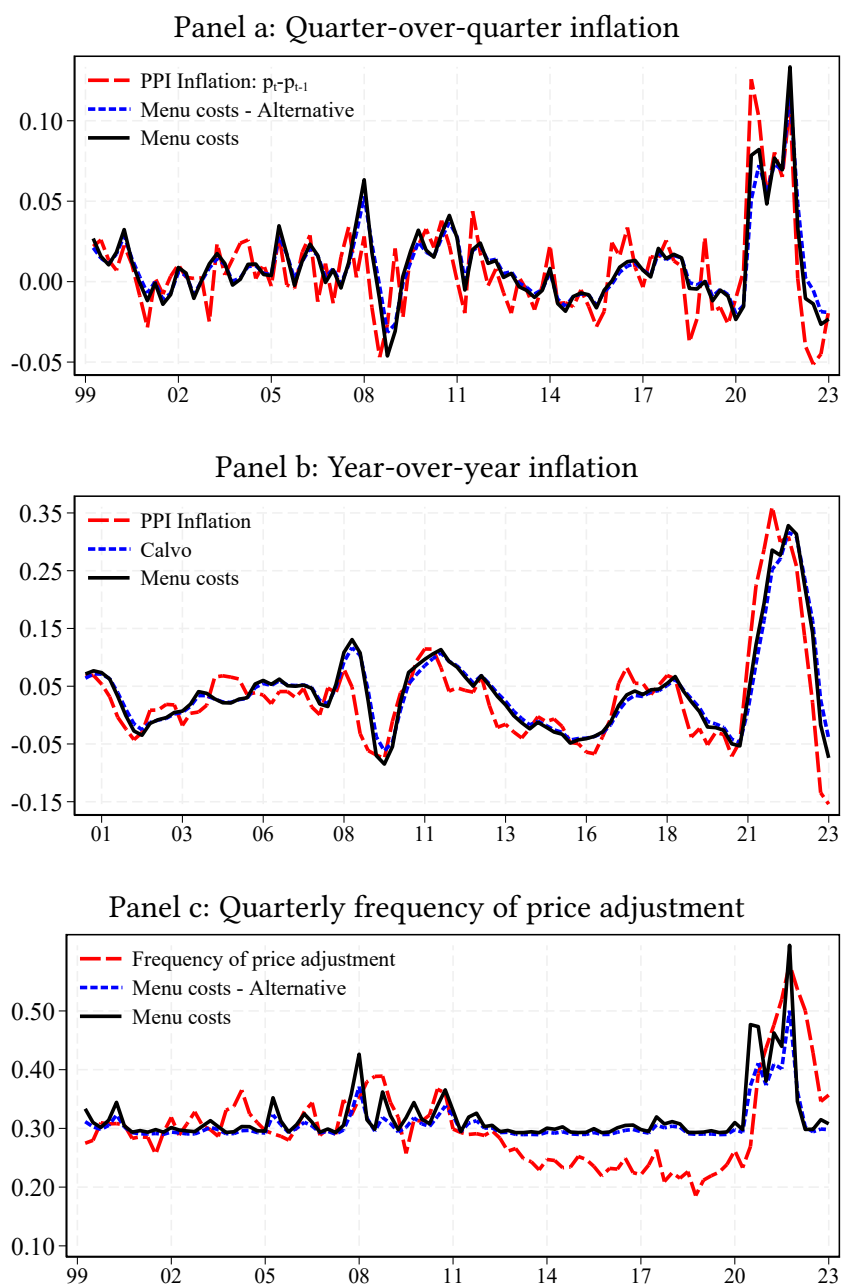 Panel a: Quarter-over-quarter inflation
PPI Inflation: pₜ-pₜ₋₁
Menu costs - Alternative
Menu costs
0.10
0.05
0.00
-0.05
99 02 05 08 11 14 17 20 23
Panel b: Year-over-year inflation
PPI Inflation
Calvo
Menu costs
0.35
0.25
0.15
0.05
-0.05
-0.15
01 03 06 08 11 13 16 18 21 23
Panel c: Quarterly frequency of price adjustment
Frequency of price adjustment
Menu costs - Alternative
Menu costs
0.50
0.40
0.30
0.20
0.10
99 02 05 08 11 14 17 20 23